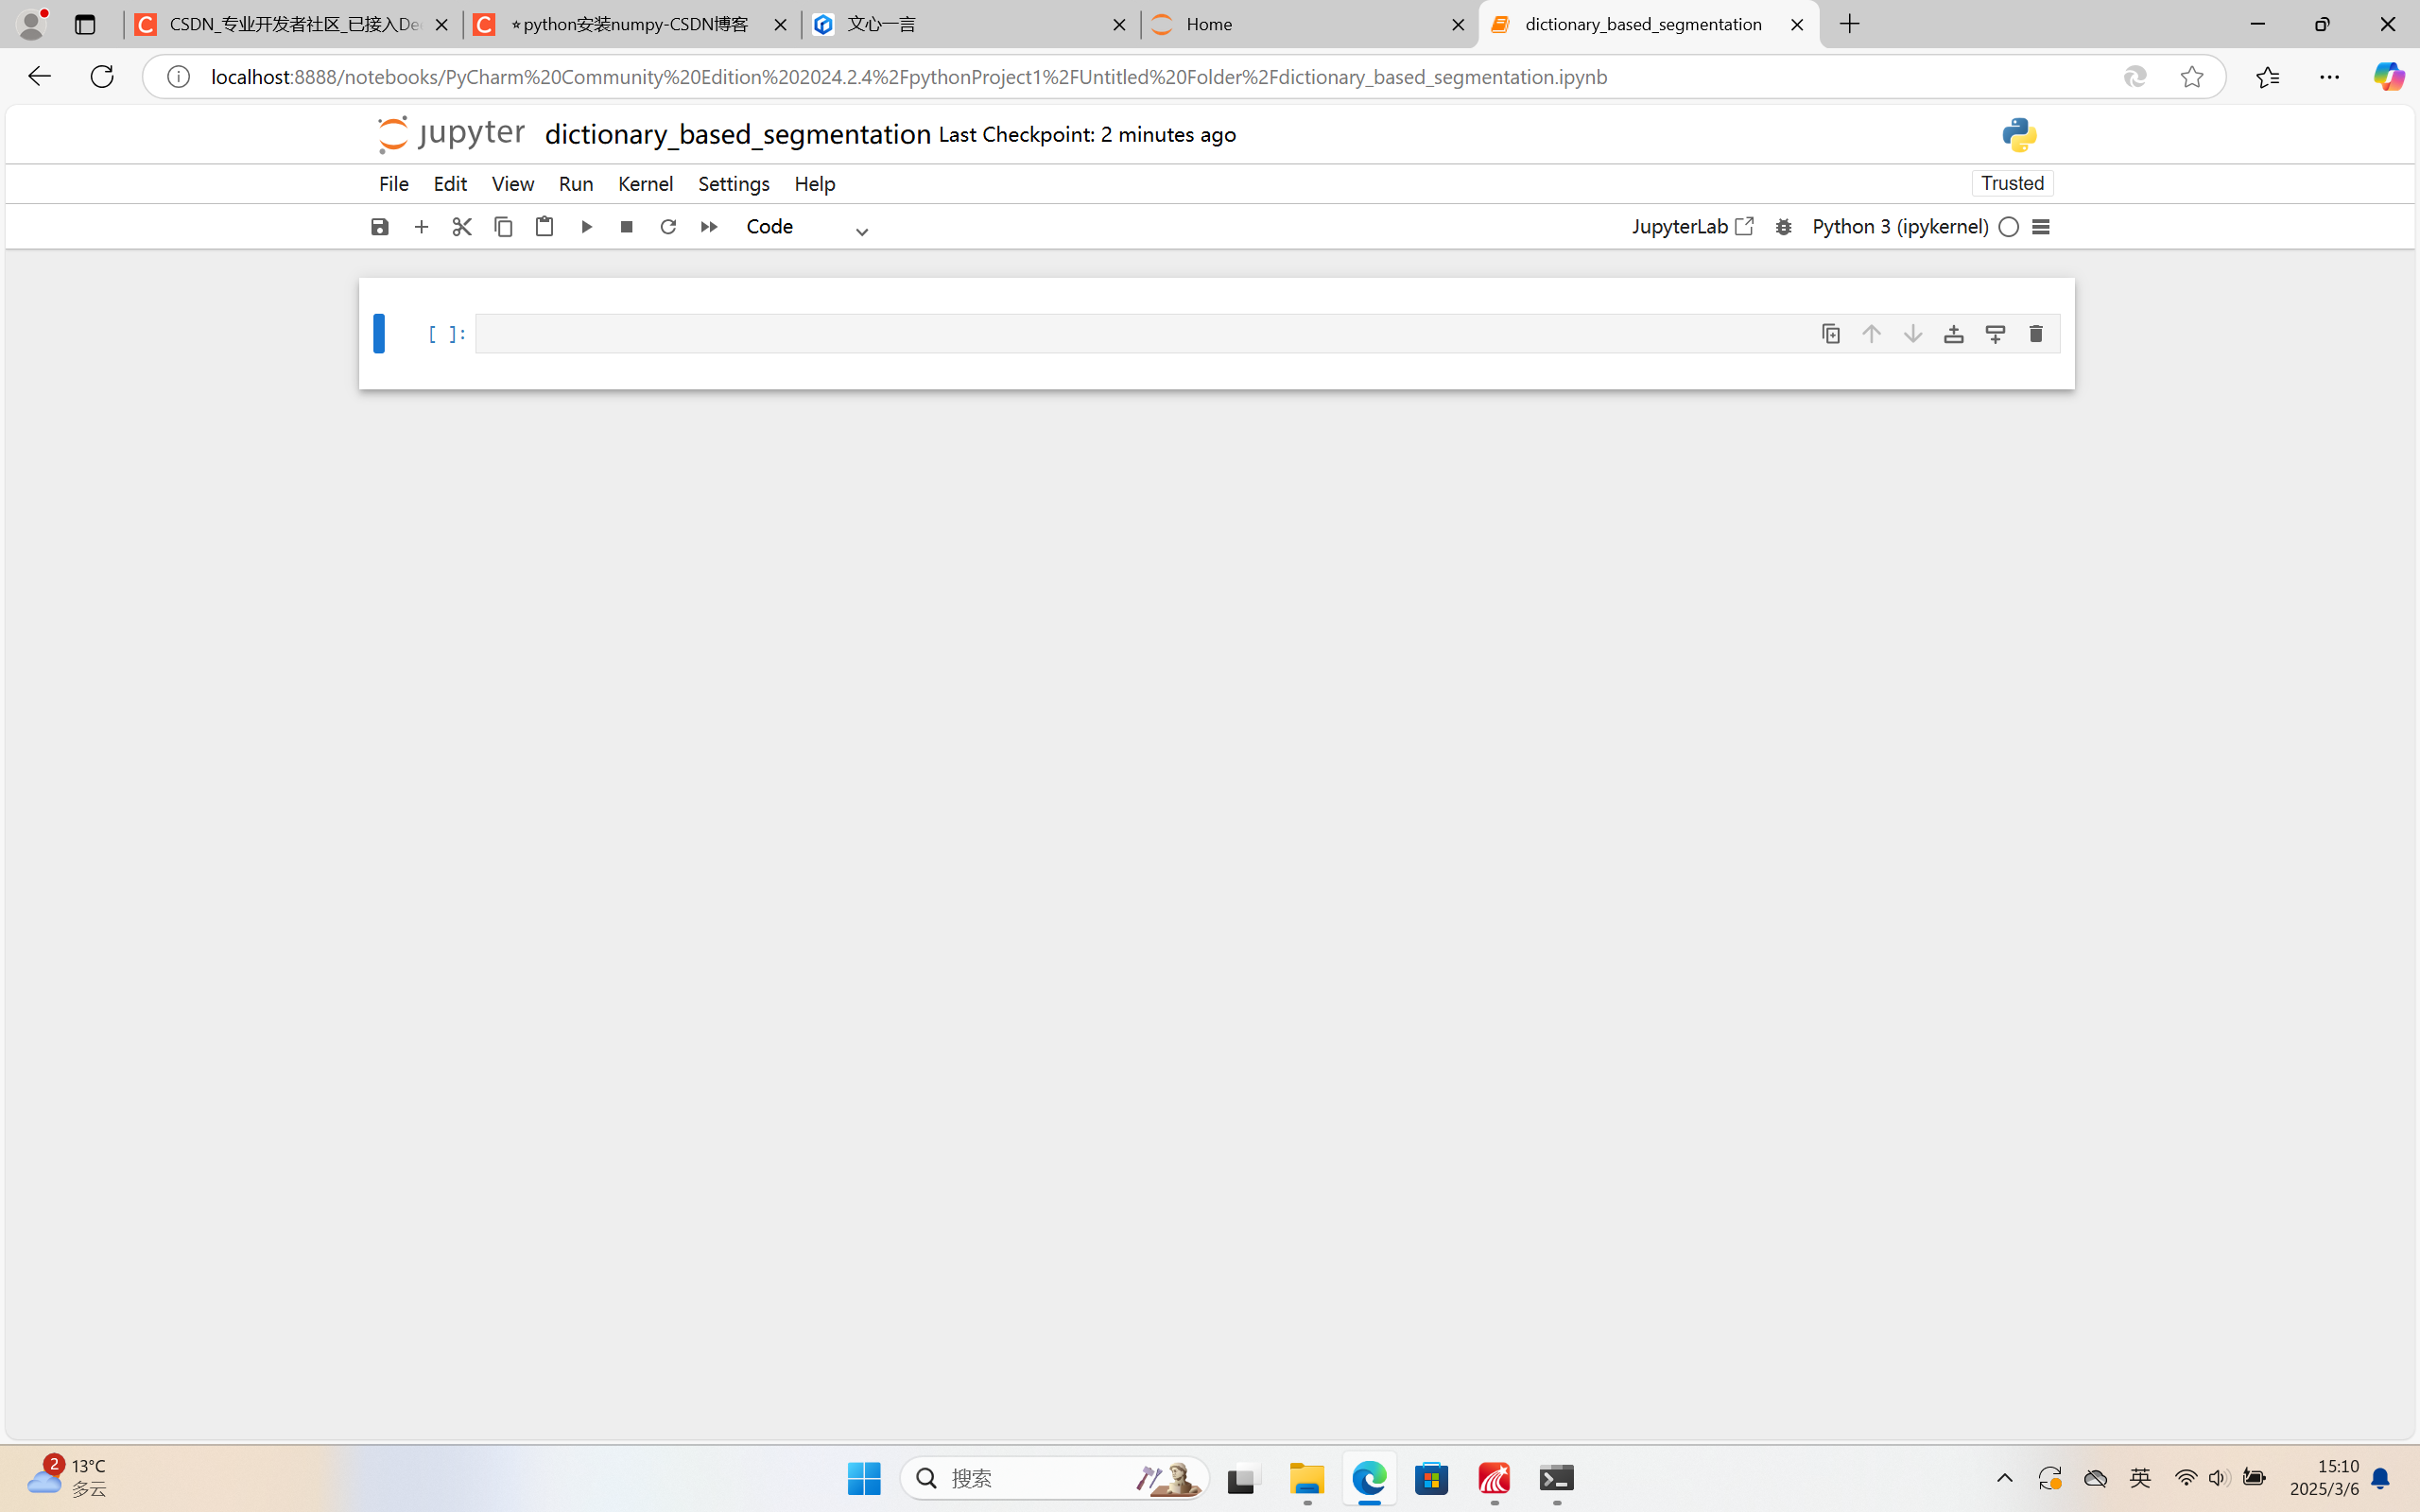 CSDN_专业开发者社区_已接入De
⭐python安装numpy-CSDN博客
文心一言
Home
dictionary_based_segmentation
localhost:8888/notebooks/PyCharm%20Community%20Edition%202024.2.4%2FpythonProject1%2FUntitled%20Folder%2Fdictionary_based_segmentation.ipynb
jupyter dictionary_based_segmentation Last Checkpoint: 2 minutes ago
File Edit View Run Kernel Settings Help
Trusted
Code
JupyterLab
Python 3 (ipykernel)
[ ]:
2
13°C
多云
搜索
英
15:10
2025/3/6